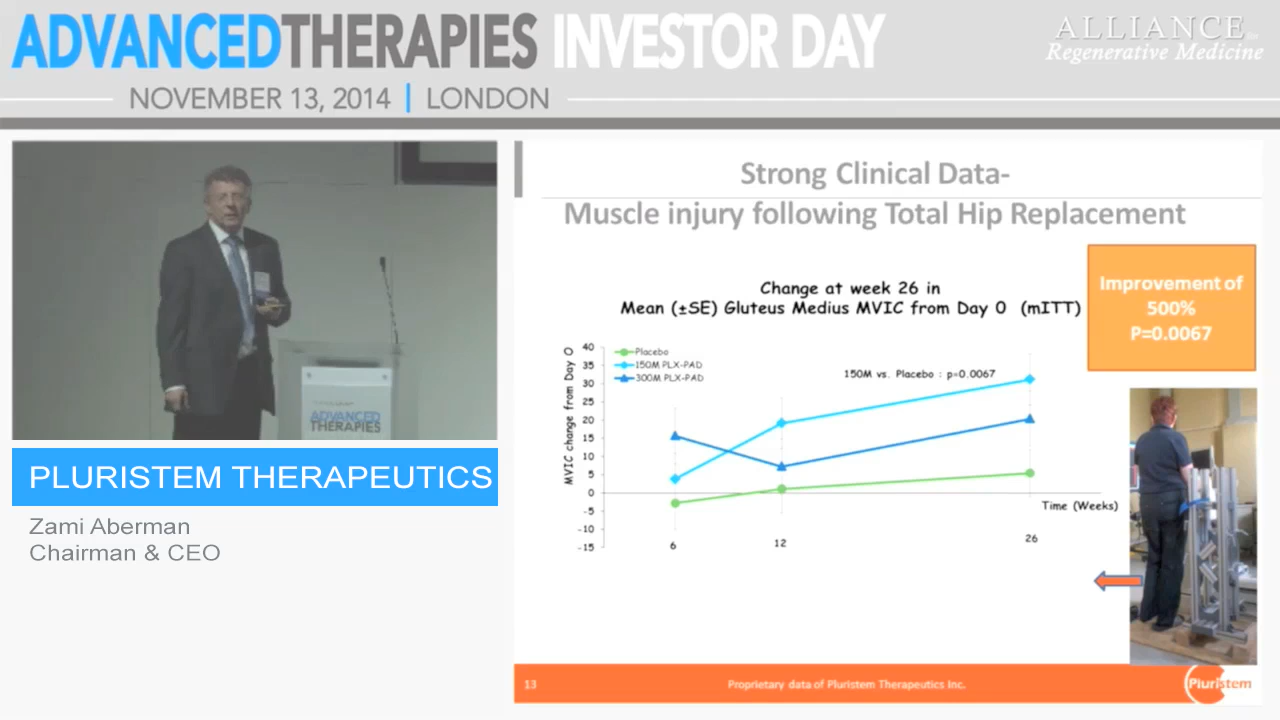 ADVANCEDTHERAPIES INVESTOR DAY
ALLIANCE
Regenerative Medicine
NOVEMBER 13, 2014 | LONDON
ADVANCED
THERAPIES
PLURISTEM THERAPEUTICS
Zami Aberman
Chairman & CEO
Strong Clinical Data-
Muscle injury following Total Hip Replacement
Improvement of
500%
P=0.0067
Change at week 26 in
Mean (±SE) Gluteus Medius MVIC from Day 0 (mITT)
MVIC change from Day 0
40
35
30
25
20
15
10
5
0
-5
-10
-15
Placebo
150M PLX-PAD
300M PLX-PAD
150M vs. Placebo : p=0.0067
Time (Weeks)
6
12
26
13
Proprietary data of Pluristem Therapeutics Inc.
Pluristem